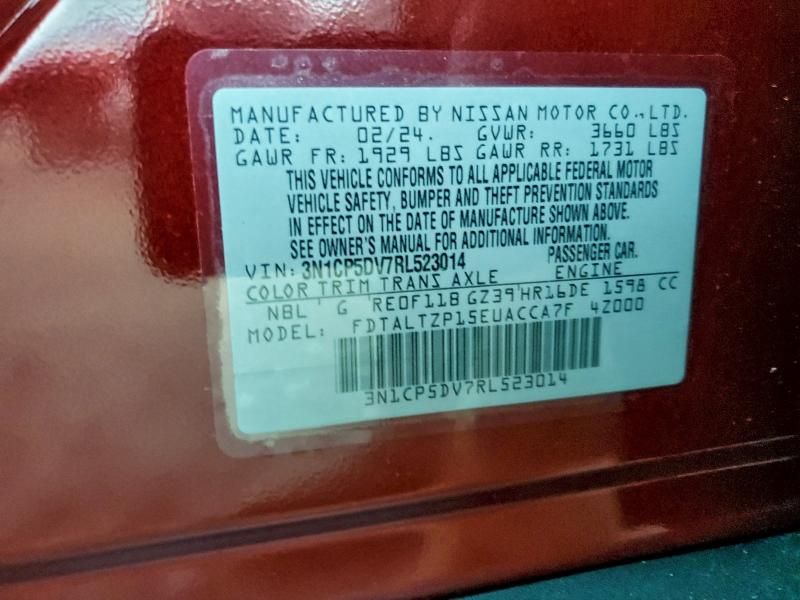 MANUFACTURED BY NISSAN MOTOR CO., LTD.
DATE: 02/24. GVWR: 3660 LBS
GAWR FR: 1929 LBS GAWR RR: 1731 LBS
THIS VEHICLE CONFORMS TO ALL APPLICABLE FEDERAL MOTOR
VEHICLE SAFETY, BUMPER AND THEFT PREVENTION STANDARDS
IN EFFECT ON THE DATE OF MANUFACTURE SHOWN ABOVE.
SEE OWNER'S MANUAL FOR ADDITIONAL INFORMATION.
VIN: 3N1CP5DV7RL523014 PASSENGER CAR.
COLOR TRIM TRANS AXLE ENGINE
NBL ' G ' RE0F11B GZ39'HR16DE 1598 CC
MODEL: FDTALTZP15EUACCA7F 4Z000
3N1CP5DV7RL523014